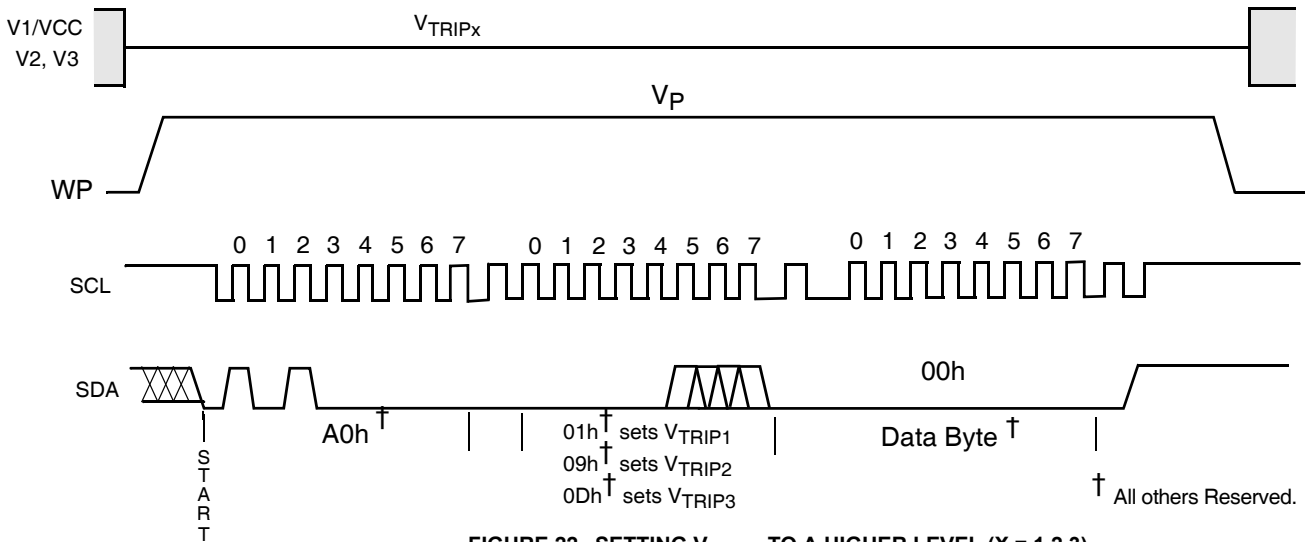 V1/VCC
V2, V3
VTRIPx
VP
WP
0 1 2 3 4 5 6 7 0 1 2 3 4 5 6 7 0 1 2 3 4 5 6 7
SCL
SDA
00h
A0h †
01h† sets VTRIP1
09h† sets VTRIP2
0Dh† sets VTRIP3
Data Byte †
START
† All others Reserved.